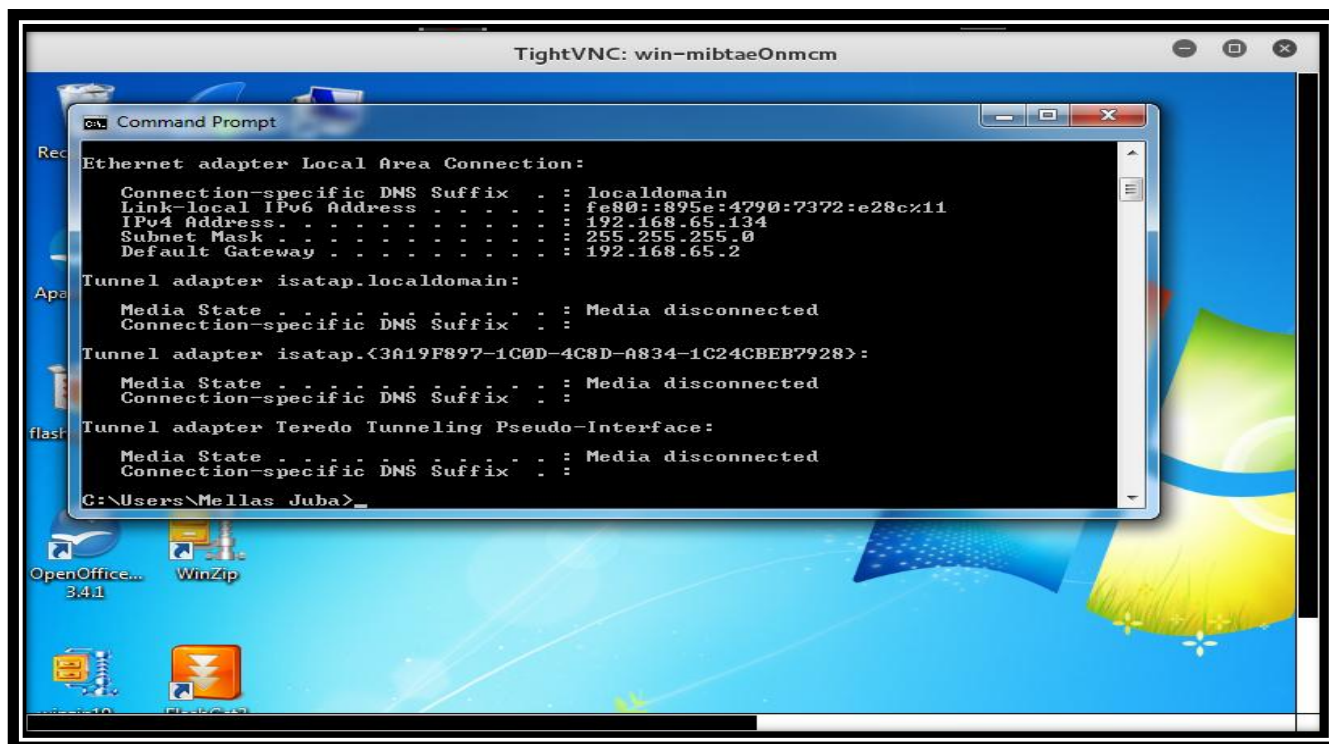 TightVNC: win-mibtaeOnmcm
Command Prompt
Rec
Ethernet adapter Local Area Connection:
Connection-specific DNS Suffix . : localdomain
Link-local IPv6 Address . . . . . : fe80::895e:4790:7372:e28c%11
IPv4 Address. . . . . . . . . . . : 192.168.65.134
Subnet Mask . . . . . . . . . . . : 255.255.255.0
Default Gateway . . . . . . . . . : 192.168.65.2
Apa
Tunnel adapter isatap.localdomain:
Media State . . . . . . . . . . . : Media disconnected
Connection-specific DNS Suffix . :
Tunnel adapter isatap.{3A19F897-1C0D-4C8D-A834-1C24CBEB7928}:
Media State . . . . . . . . . . . : Media disconnected
Connection-specific DNS Suffix . :
flash
Tunnel adapter Teredo Tunneling Pseudo-Interface:
Media State . . . . . . . . . . . : Media disconnected
Connection-specific DNS Suffix . :
C:\Users\Mellas Juba>_
OpenOffice... 
3.4.1
WinZip